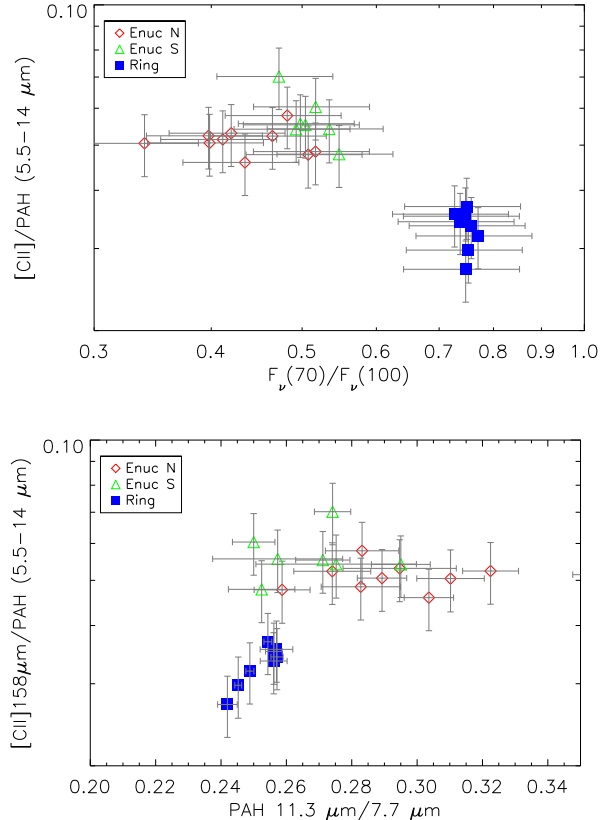 0.10
Enuc N
Enuc S
Ring
[CII]/PAH (5.5-14 μm)
0.3 0.4 0.5 0.6 0.7 0.8 0.9 1.0
Fν(70)/Fν(100)
0.10
Enuc N
Enuc S
Ring
[CII]158μm/PAH (5.5-14 μm)
0.20 0.22 0.24 0.26 0.28 0.30 0.32 0.34
PAH 11.3 μm/7.7 μm